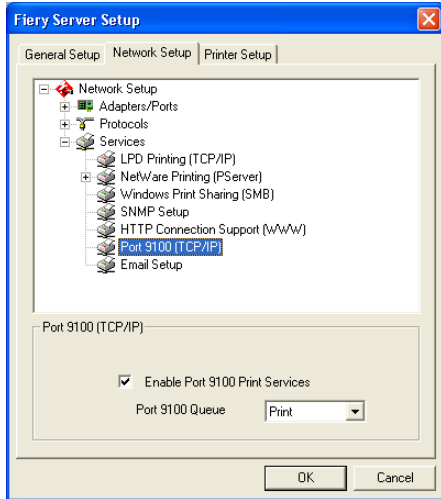 Fiery Server Setup
General Setup Network Setup Printer Setup
Network Setup
Adapters/Ports
Protocols
Services
LPD Printing (TCP/IP)
NetWare Printing (PServer)
Windows Print Sharing (SMB)
SNMP Setup
HTTP Connection Support (WWW)
Port 9100 (TCP/IP)
Email Setup
Port 9100 (TCP/IP)
Enable Port 9100 Print Services
Port 9100 Queue Print
OK Cancel